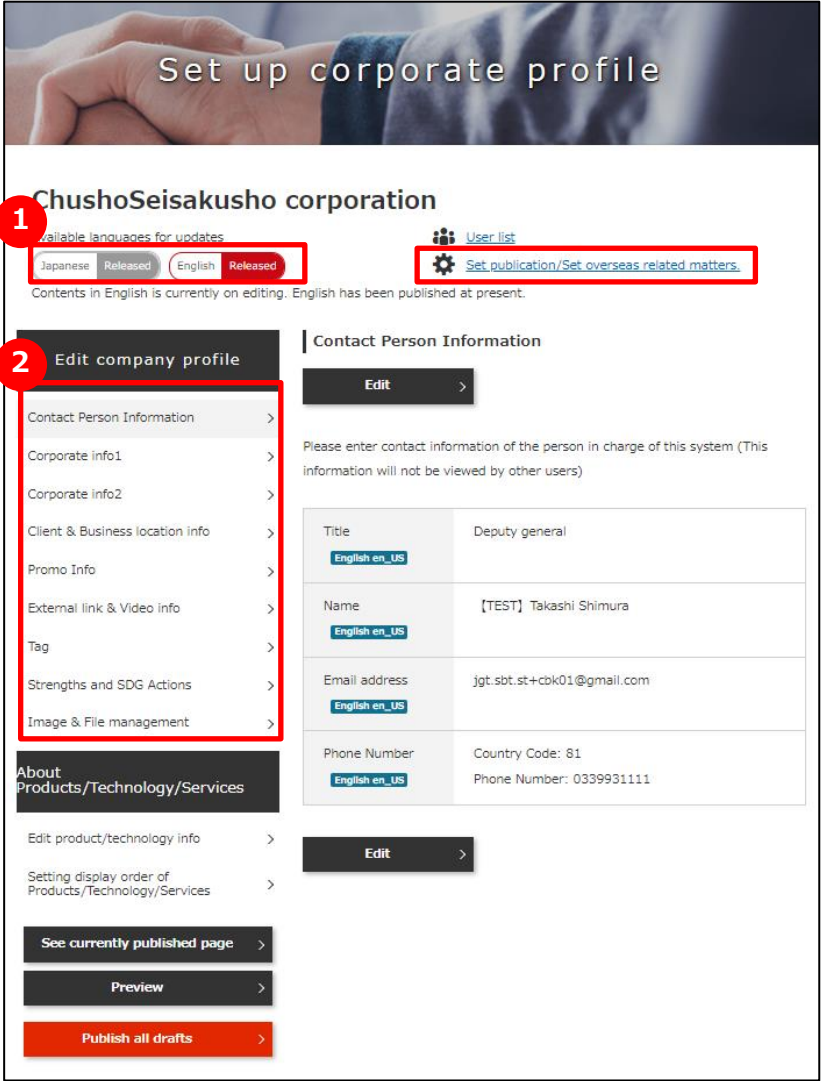 Set up corporate profile
ChushoSeisakusho corporation
1
Available languages for updates
User list
Japanese Released English Released
Set publication/Set overseas related matters.
Contents in English is currently on editing. English has been published at present.
2
Edit company profile
Contact Person Information
Corporate info1
Corporate info2
Client & Business location info
Promo Info
External link & Video info
Tag
Strengths and SDG Actions
Image & File management
About
Products/Technology/Services
Edit product/technology info
Setting display order of
Products/Technology/Services
See currently published page
Preview
Publish all drafts
Contact Person Information
Edit
Please enter contact information of the person in charge of this system (This
information will not be viewed by other users)
Title
English en_US
Deputy general
Name
English en_US
【TEST】Takashi Shimura
Email address
English en_US
jgt.sbt.st+cbk01@gmail.com
Phone Number
English en_US
Country Code: 81
Phone Number: 0339931111
Edit